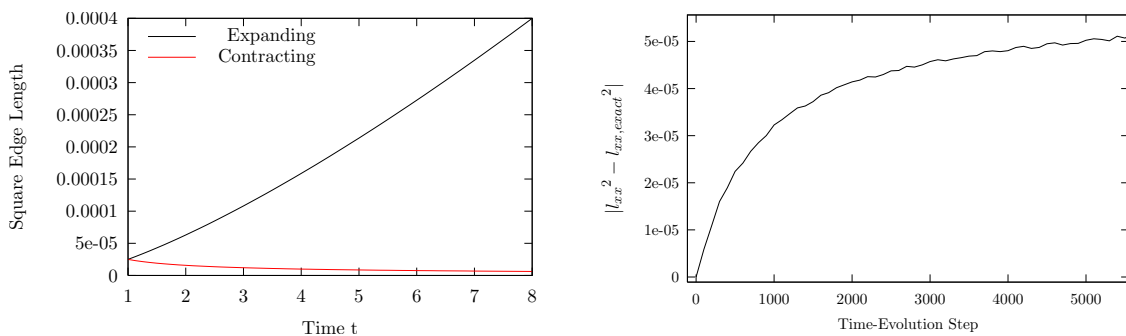 0.0004
0.00035
0.0003
0.00025
0.0002
0.00015
0.0001
5e-05
0
Square Edge Length
Expanding
Contracting
1 2 3 4 5 6 7 8
Time t
5e-05
4e-05
3e-05
2e-05
1e-05
0
|l_{xx}^2 − l_{xx,exact}^2|
0 1000 2000 3000 4000 5000
Time-Evolution Step